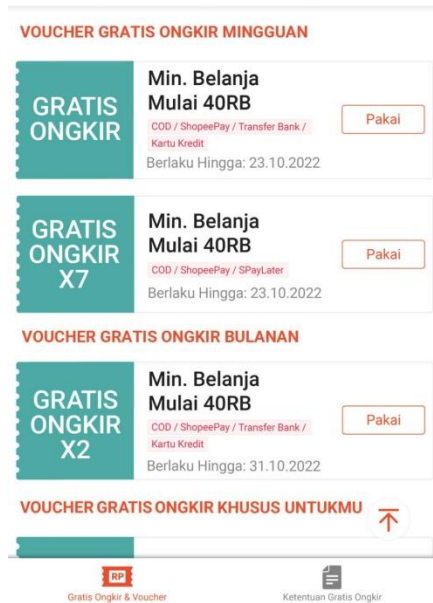 VOUCHER GRATIS ONGKIR MINGGUAN
GRATIS
ONGKIR
Min. Belanja
Mulai 40RB
COD / ShopeePay / Transfer Bank /
Kartu Kredit
Berlaku Hingga: 23.10.2022
Pakai
GRATIS
ONGKIR
X7
Min. Belanja
Mulai 40RB
COD / ShopeePay / SPayLater
Berlaku Hingga: 23.10.2022
Pakai
VOUCHER GRATIS ONGKIR BULANAN
GRATIS
ONGKIR
X2
Min. Belanja
Mulai 40RB
COD / ShopeePay / Transfer Bank /
Kartu Kredit
Berlaku Hingga: 31.10.2022
Pakai
VOUCHER GRATIS ONGKIR KHUSUS UNTUKMU
RP
Gratis Ongkir & Voucher
Ketentuan Gratis Ongkir